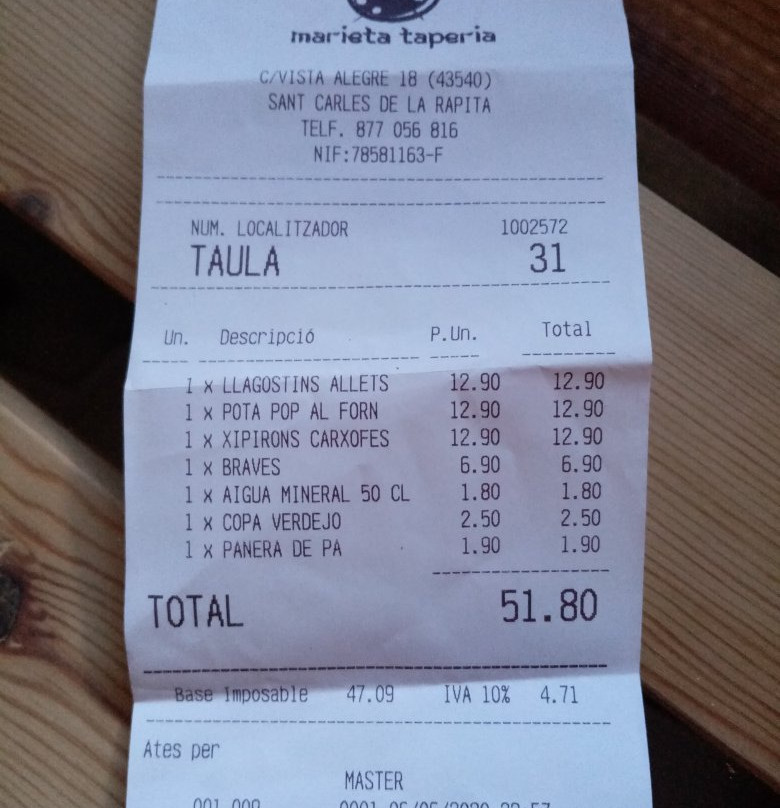 marieta taperia
C/VISTA ALEGRE 18 (43540)
SANT CARLES DE LA RAPITA
TELF. 877 056 816
NIF:78581163-F
NUM. LOCALITZADOR 1002572
TAULA 31
Un. Descripció P.Un. Total
1 x LLAGOSTINS ALLETS 12.90 12.90
1 x POTA POP AL FORN 12.90 12.90
1 x XIPIRONS CARXOFES 12.90 12.90
1 x BRAVES 6.90 6.90
1 x AIGUA MINERAL 50 CL 1.80 1.80
1 x COPA VERDEJO 2.50 2.50
1 x PANERA DE PA 1.90 1.90
TOTAL 51.80
Base Imposable 47.09 IVA 10% 4.71
Ates per
MASTER